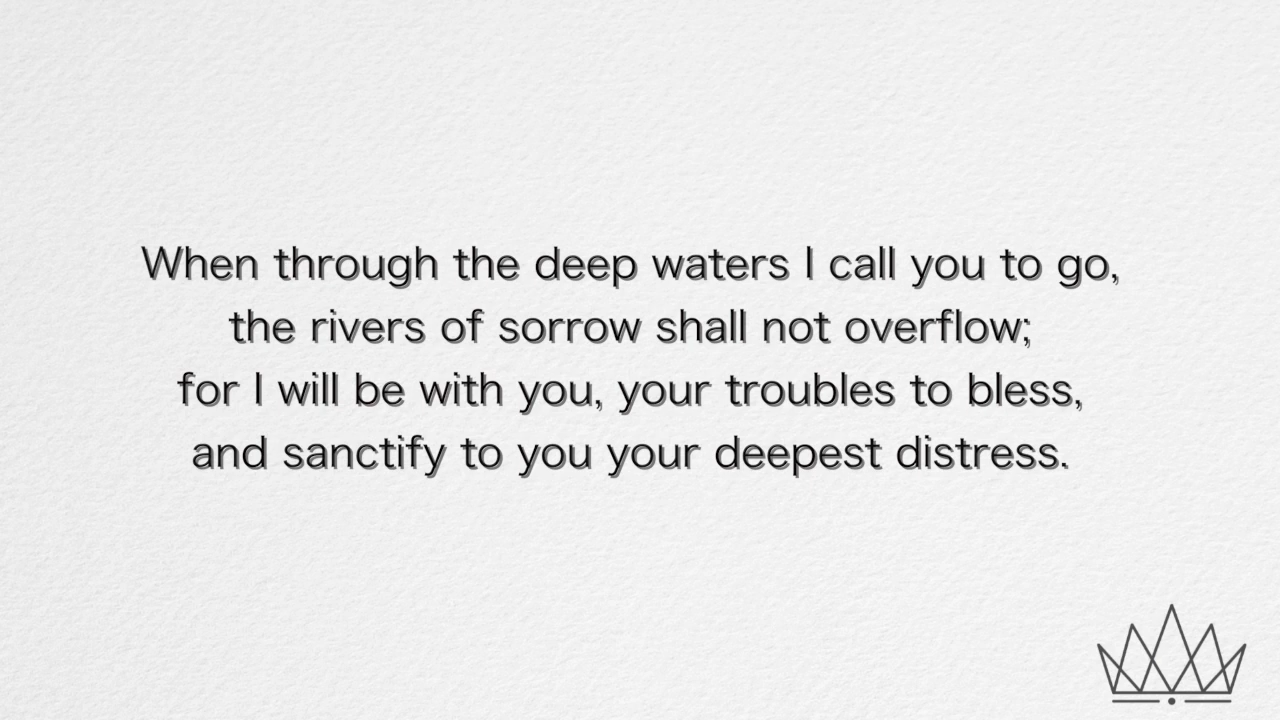 When through the deep waters I call you to go,
the rivers of sorrow shall not overflow;
for I will be with you, your troubles to bless,
and sanctify to you your deepest distress.